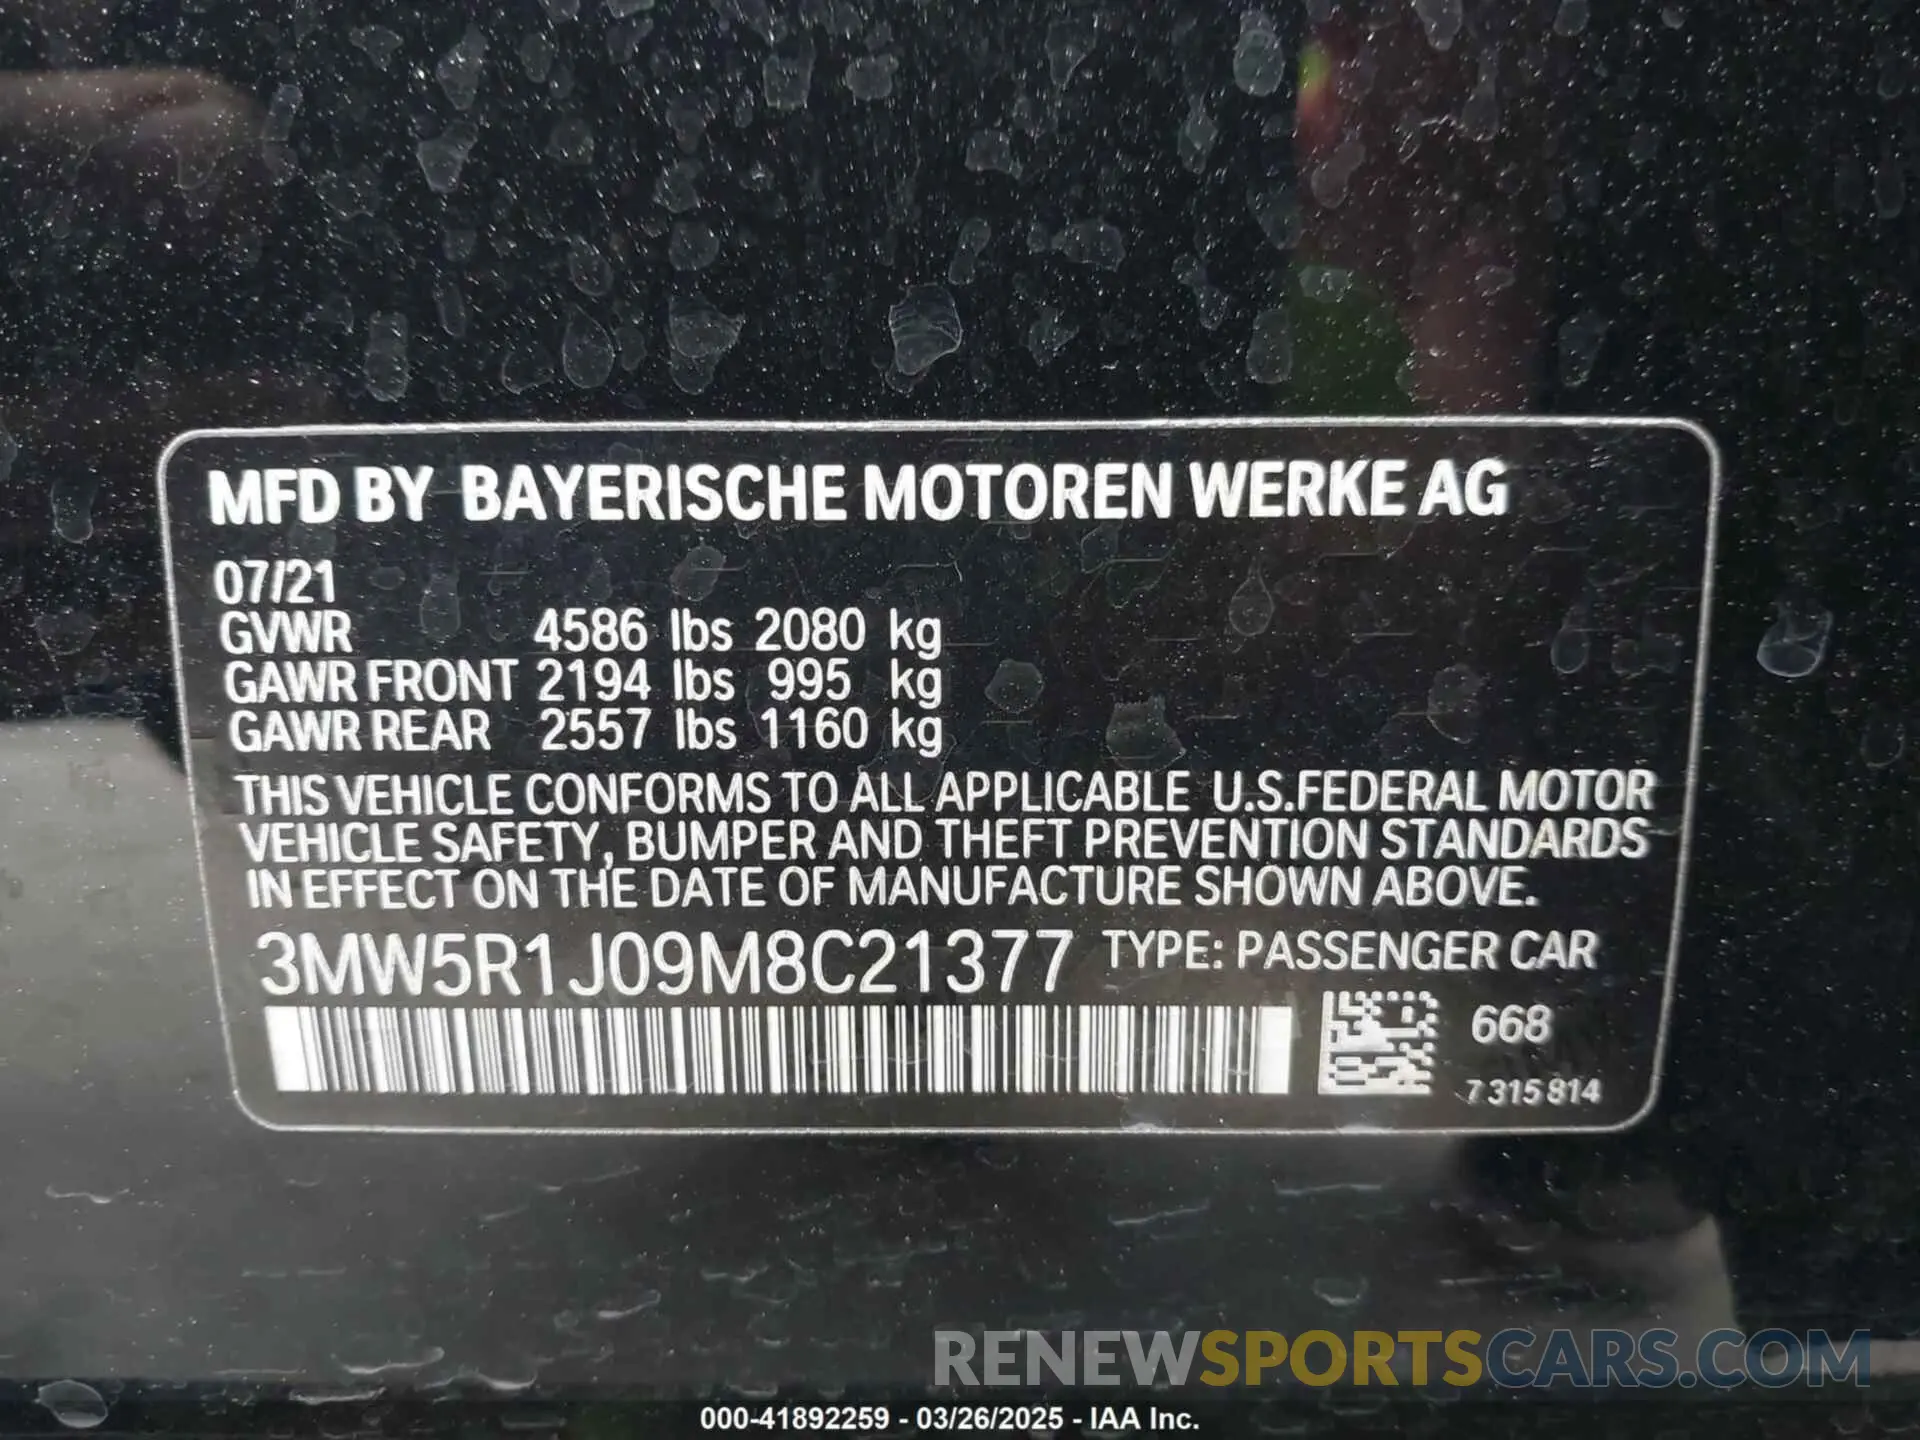 MFD BY BAYERISCHE MOTOREN WERKE AG
07/21
GVWR 4586 lbs 2080 kg
GAWR FRONT 2194 lbs 995 kg
GAWR REAR 2557 lbs 1160 kg
THIS VEHICLE CONFORMS TO ALL APPLICABLE U.S.FEDERAL MOTOR
VEHICLE SAFETY, BUMPER AND THEFT PREVENTION STANDARDS
IN EFFECT ON THE DATE OF MANUFACTURE SHOWN ABOVE.
3MW5R1J09M8C21377 TYPE: PASSENGER CAR
668
7 315 814
RENEWSPORTSCARS.COM
000-41892259 - 03/26/2025 - IAA Inc.